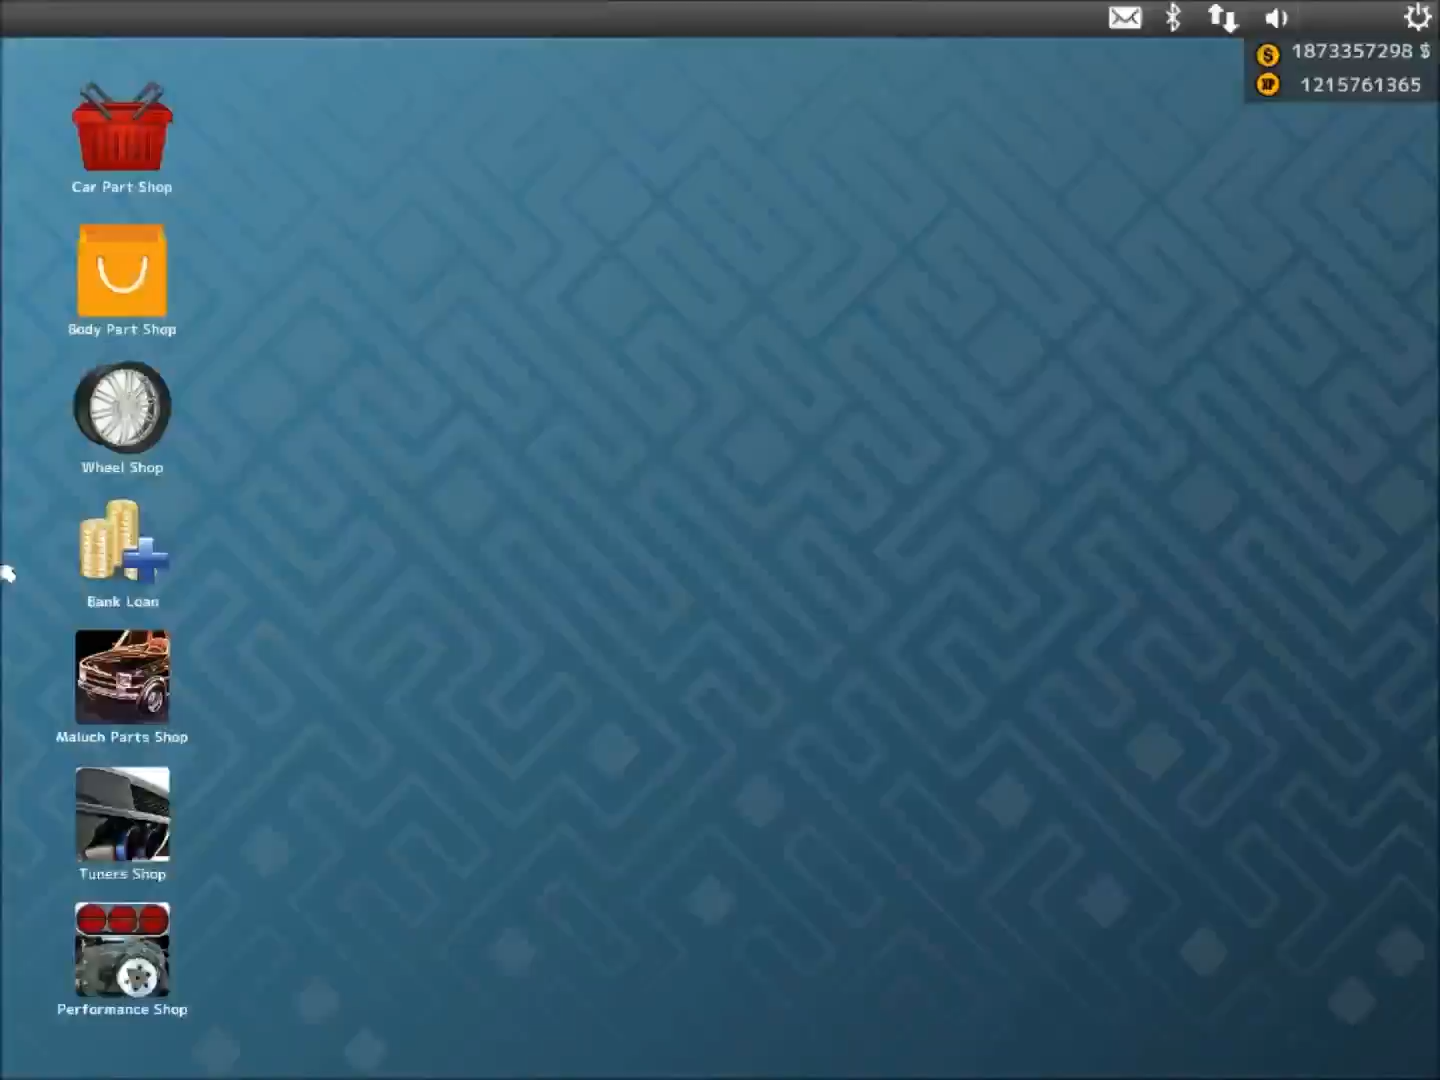 1873357298 $
XP 1215761365
Car Part Shop
Body Part Shop
Wheel Shop
Bank Loan
Maluch Parts Shop
Tuners Shop
Performance Shop